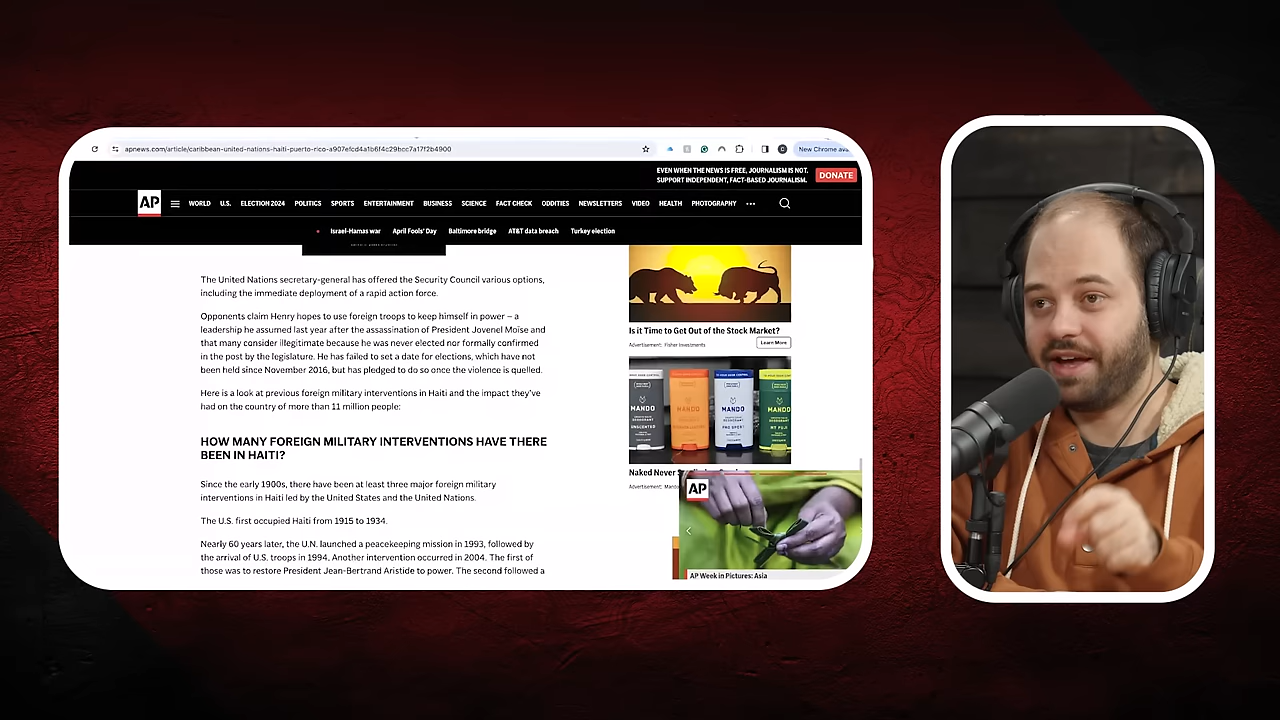 apnews.com/article/caribbean-united-nations-haiti-puerto-rico-a907efcd4a1b6f4c29bcc7a17f2b4900
New Chrome
EVEN WHEN THE NEWS IS FREE, JOURNALISM IS NOT.
SUPPORT INDEPENDENT, FACT-BASED JOURNALISM.
DONATE
AP
WORLD U.S. ELECTION 2024 POLITICS SPORTS ENTERTAINMENT BUSINESS SCIENCE FACT CHECK ODDITIES NEWSLETTERS VIDEO HEALTH PHOTOGRAPHY
Israel-Hamas war April Fools' Day Baltimore bridge AT&T data breach Turkey election
The United Nations secretary-general has offered the Security Council various options,
including the immediate deployment of a rapid action force.
Opponents claim Henry hopes to use foreign troops to keep himself in power — a
leadership he assumed last year after the assassination of President Jovenel Moïse and
that many consider illegitimate because he was never elected nor formally confirmed
in the post by the legislature. He has failed to set a date for elections, which have not
been held since November 2016, but has pledged to do so once the violence is quelled.
Here is a look at previous foreign military interventions in Haiti and the impact they've
had on the country of more than 11 million people:
HOW MANY FOREIGN MILITARY INTERVENTIONS HAVE THERE
BEEN IN HAITI?
Since the early 1900s, there have been at least three major foreign military
interventions in Haiti led by the United States and the United Nations.
The U.S. first occupied Haiti from 1915 to 1934.
Nearly 60 years later, the U.N. launched a peacekeeping mission in 1993, followed by
the arrival of U.S. troops in 1994. Another intervention occurred in 2004. The first of
those was to restore President Jean-Bertrand Aristide to power. The second followed a
Is it Time to Get Out of the Stock Market?
Advertisement: Fisher Investments
Learn More
MANDO
MANDO
MANDO
MANDO
UNSCENTED
PRO SPORT
MT FUJI
Naked Never
Advertisement:
AP
AP Week in Pictures: Asia